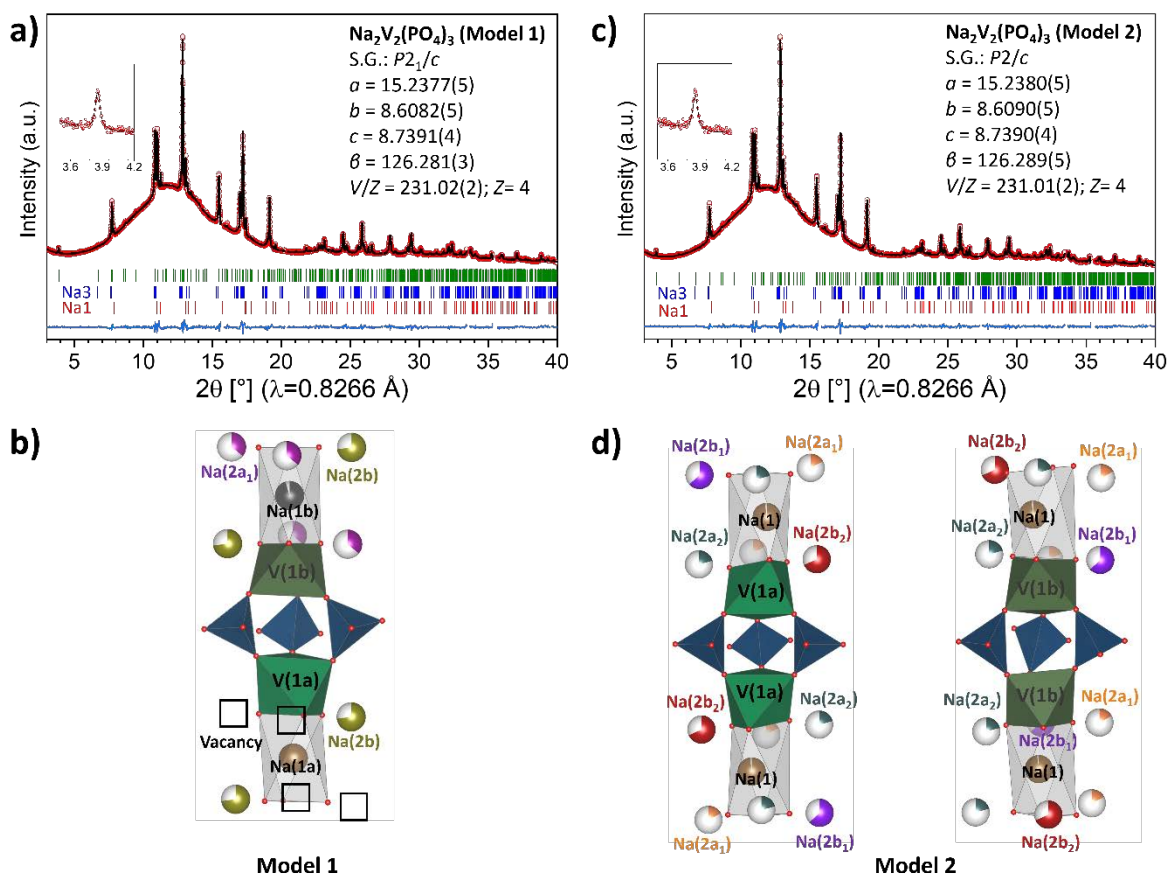 a)
Intensity (a.u.)
Na₂V₂(PO₄)₃ (Model 1)
S.G.: P2₁/c
a = 15.2377(5)
b = 8.6082(5)
c = 8.7391(4)
β = 126.281(3)
V/Z = 231.02(2); Z= 4
3.6 3.9 4.2
Na3
Na1
5 10 15 20 25 30 35 40
2θ [°] (λ=0.8266 Å)
c)
Intensity (a.u.)
Na₂V₂(PO₄)₃ (Model 2)
S.G.: P2/c
a = 15.2380(5)
b = 8.6090(5)
c = 8.7390(4)
β = 126.289(5)
V/Z = 231.01(2); Z= 4
3.6 3.9 4.2
Na3
Na1
5 10 15 20 25 30 35 40
2θ [°] (λ=0.8266 Å)
b)
Na(2a₁)
Na(2b)
Na(1b)
V(1b)
V(1a)
Vacancy
Na(2b)
Na(1a)
Model 1
d)
Na(2b₁)
Na(2a₁)
Na(1)
Na(2a₂)
Na(2b₂)
V(1a)
V(1a)
Na(2b₂)
Na(2a₂)
Na(1)
Na(2a₁)
Na(2b₁)
Na(2b₂)
Na(2a₁)
Na(1)
Na(2a₂)
Na(2b₁)
V(1b)
V(1b)
Na(2a₂)
Na(2a₁)
Na(2b₁)
Na(1)
Na(2b₂)
Model 2